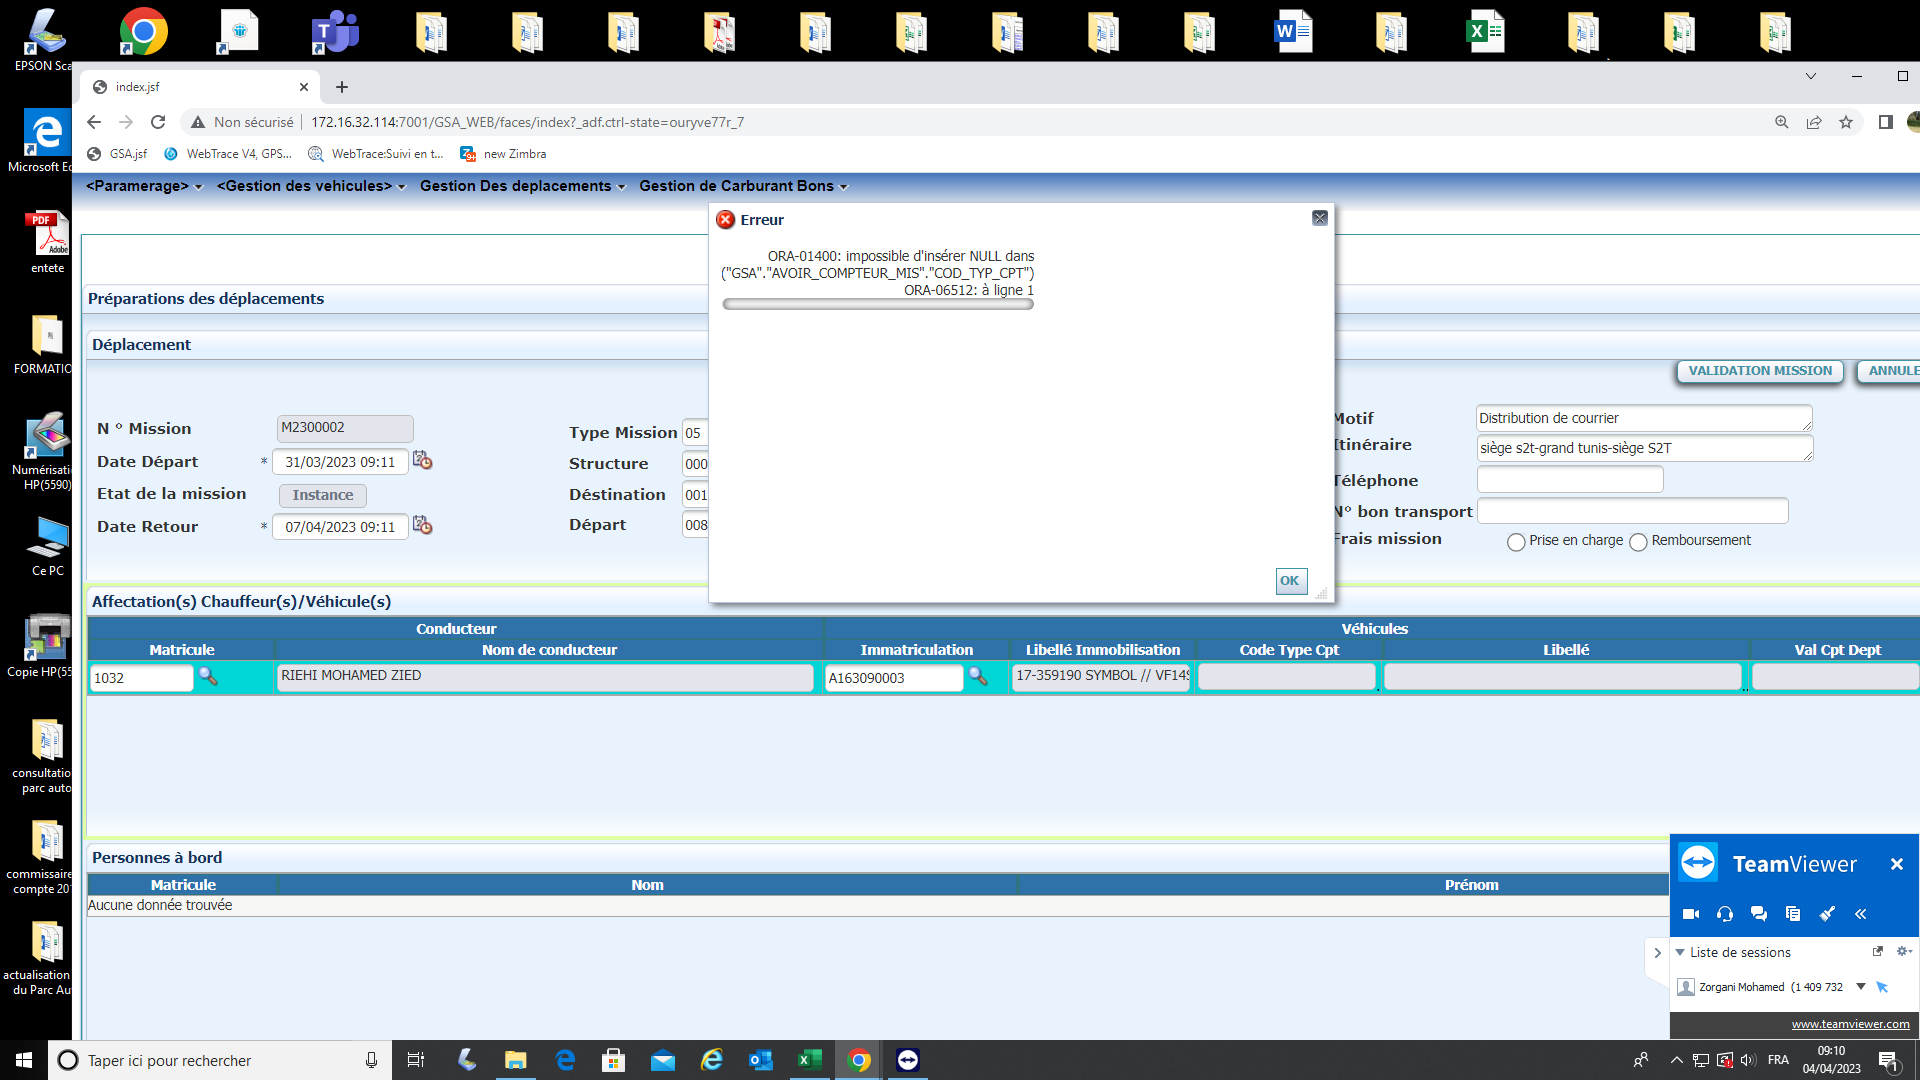 EPSON Sca
Microsoft Ec
PDF
Adobe
entete
FORMATIO
Numérisati
HP(5590)
Ce PC
Copie HP(55
consultatio
parc auto
commissaire
compte 201
actualisation
du Parc Au
index.jsf
Non sécurisé
172.16.32.114:7001/GSA_WEB/faces/index?_adf.ctrl-state=ouryve77r_7
GSA.jsf WebTrace V4, GPS... WebTrace:Suivi en t... new Zimbra
<Paramerage> <Gestion des vehicules> Gestion Des deplacements Gestion de Carburant Bons
Erreur
ORA-01400: impossible d'insérer NULL dans
("GSA"."AVOIR_COMPTEUR_MIS"."COD_TYP_CPT")
ORA-06512: à ligne 1
OK
Préparations des déplacements
Déplacement
VALIDATION MISSION ANNULE
N ° Mission M2300002
Date Départ * 31/03/2023 09:11
Etat de la mission Instance
Date Retour * 07/04/2023 09:11
Type Mission 05
Structure 000
Déstination 001
Départ 008
Motif Distribution de courrier
Itinéraire siège s2t-grand tunis-siège S2T
Téléphone
N° bon transport
Frais mission Prise en charge Remboursement
Affectation(s) Chauffeur(s)/Véhicule(s)
Conducteur Véhicules
Matricule Nom de conducteur Immatriculation Libellé Immobilisation Code Type Cpt Libellé Val Cpt Dept
1032 RIEHI MOHAMED ZIED A163090003 17-359190 SYMBOL // VF14S
Personnes à bord
Matricule Nom Prénom
Aucune donnée trouvée
TeamViewer
Liste de sessions
Zorgani Mohamed (1 409 732
www.teamviewer.com
Taper ici pour rechercher
FRA
09:10
04/04/2023
1